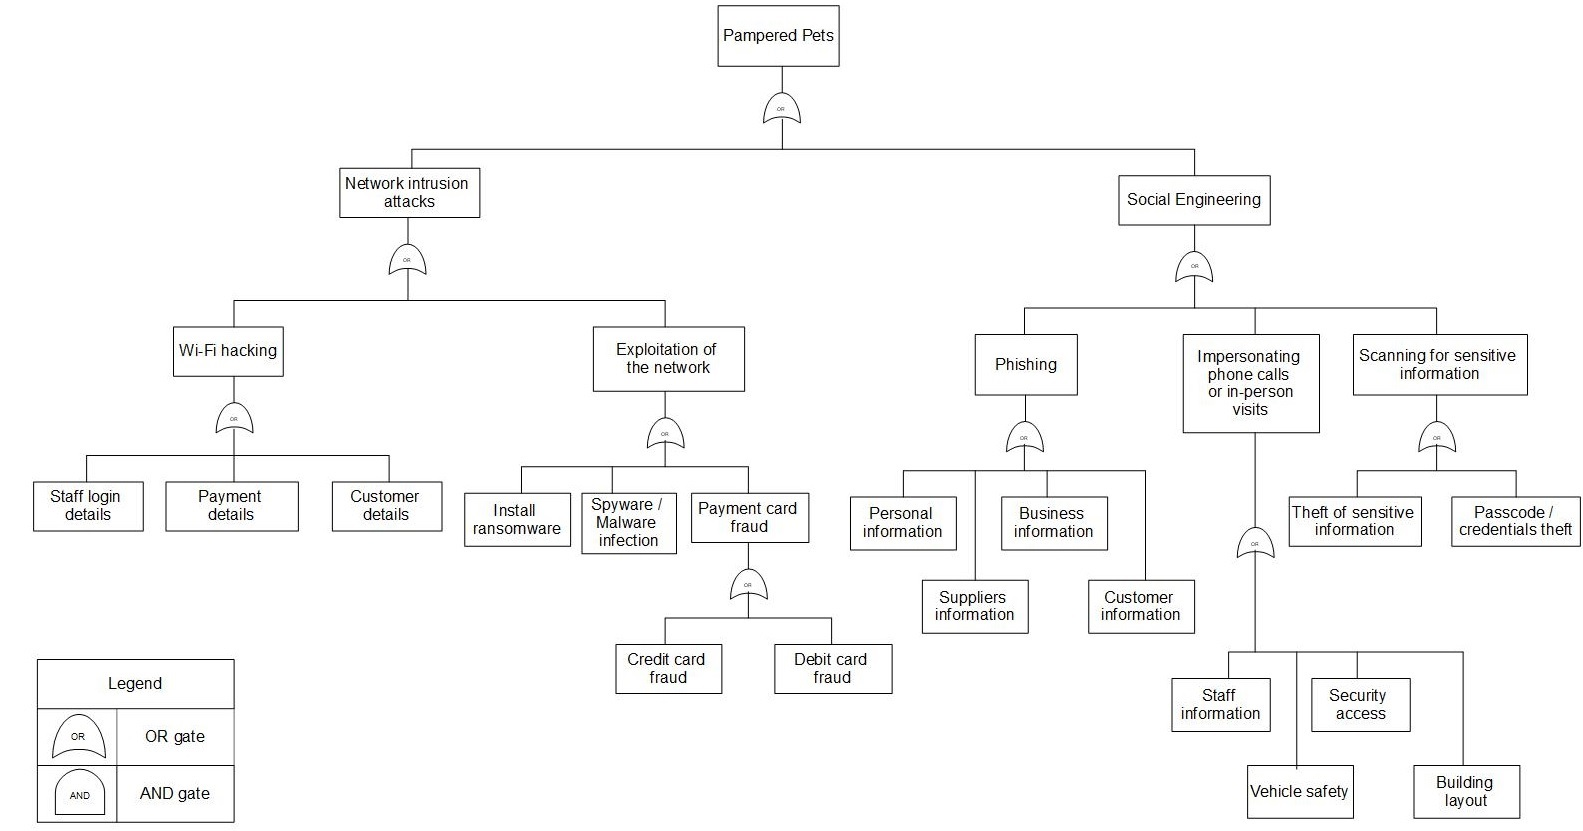 Pampered Pets
OR
Network intrusion
attacks
Social Engineering
OR
OR
Wi-Fi hacking
Exploitation of
the network
Phishing
Impersonating
phone calls
or in-person
visits
Scanning for sensitive
information
OR
OR
OR
OR
Staff login
details
Payment
details
Customer
details
Install
ransomware
Spyware /
Malware
infection
Payment card
fraud
Personal
information
Business
information
Theft of sensitive
information
Passcode /
credentials theft
OR
OR
Suppliers
information
Customer
information
Credit card
fraud
Debit card
fraud
Staff
information
Security
access
Vehicle safety
Building
layout
Legend
OR
OR gate
AND
AND gate